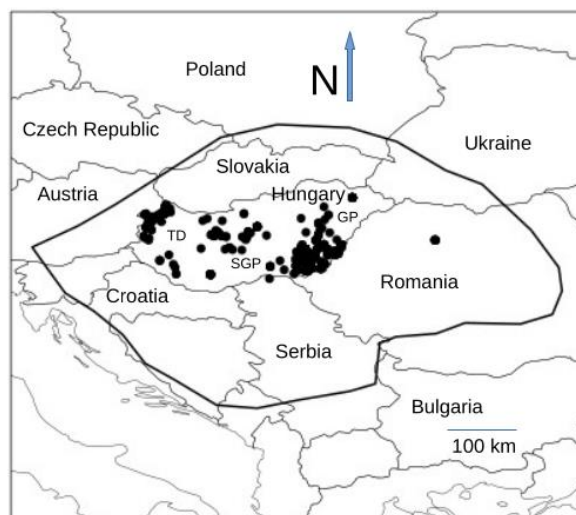 Poland
N
Czech Republic
Ukraine
Slovakia
Austria
Hungary
GP
TD
SGP
Romania
Croatia
Serbia
Bulgaria
100 km